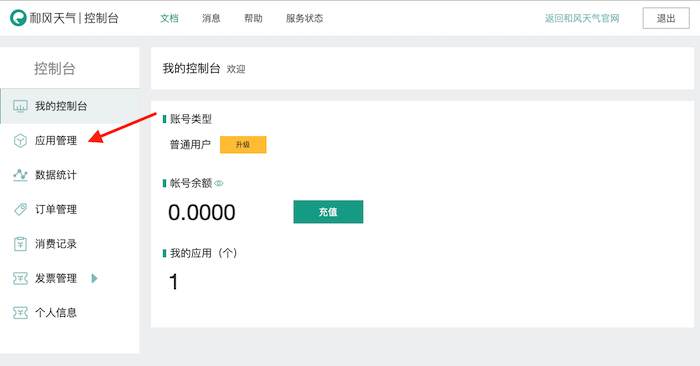 和风天气|控制台 文档 消息 帮助 服务状态 返回和风天气官网 退出
控制台
我的控制台 欢迎
我的控制台
应用管理
数据统计
订单管理
消费记录
发票管理
个人信息
账号类型
普通用户 升级
帐号余额
0.0000 充值
我的应用（个）
1